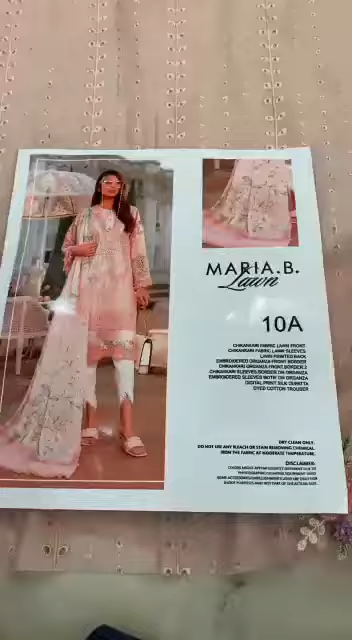 MARIA.B.
Lawn
10A
CHIKANKARI FABRIC LAWN FRONT
CHIKANKARI FABRIC LAWN SLEEVES
LAWN PRINTED BACK
EMBROIDERED ORGANZA FRONT BORDER
CHIKANKARI ORGANZA FRONT BORDER 2
CHIKANKARI SLEEVES BORDER ON ORGANZA
EMBROIDERED SLEEVES MOTIF ON ORGANZA
DIGITAL PRINT SILK DUPATTA
DYED COTTON TROUSER
DRY CLEAN ONLY.
DO NOT USE ANY BLEACH OR STAIN REMOVING CHEMICAL
IRON THE FABRIC AT MODERATE TEMPERATURE.
DISCLAIMER: